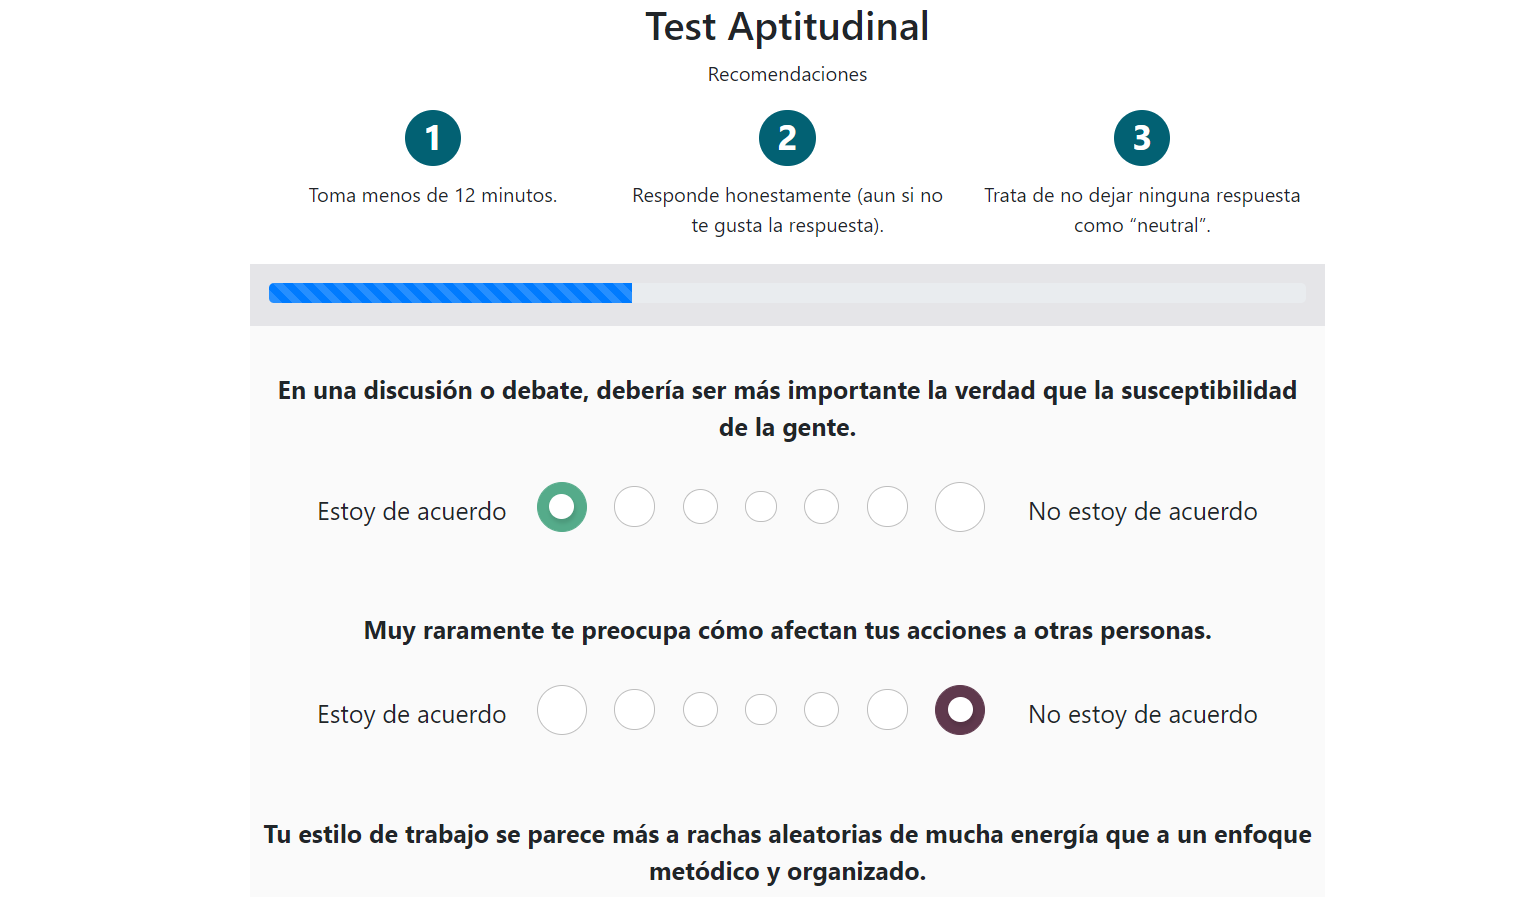 Test Aptitudinal
Recomendaciones
1
2
3
Toma menos de 12 minutos.
Responde honestamente (aun si no
te gusta la respuesta).
Trata de no dejar ninguna respuesta
como “neutral”.
En una discusión o debate, debería ser más importante la verdad que la susceptibilidad
de la gente.
Estoy de acuerdo
No estoy de acuerdo
Muy raramente te preocupa cómo afectan tus acciones a otras personas.
Estoy de acuerdo
No estoy de acuerdo
Tu estilo de trabajo se parece más a rachas aleatorias de mucha energía que a un enfoque
metódico y organizado.